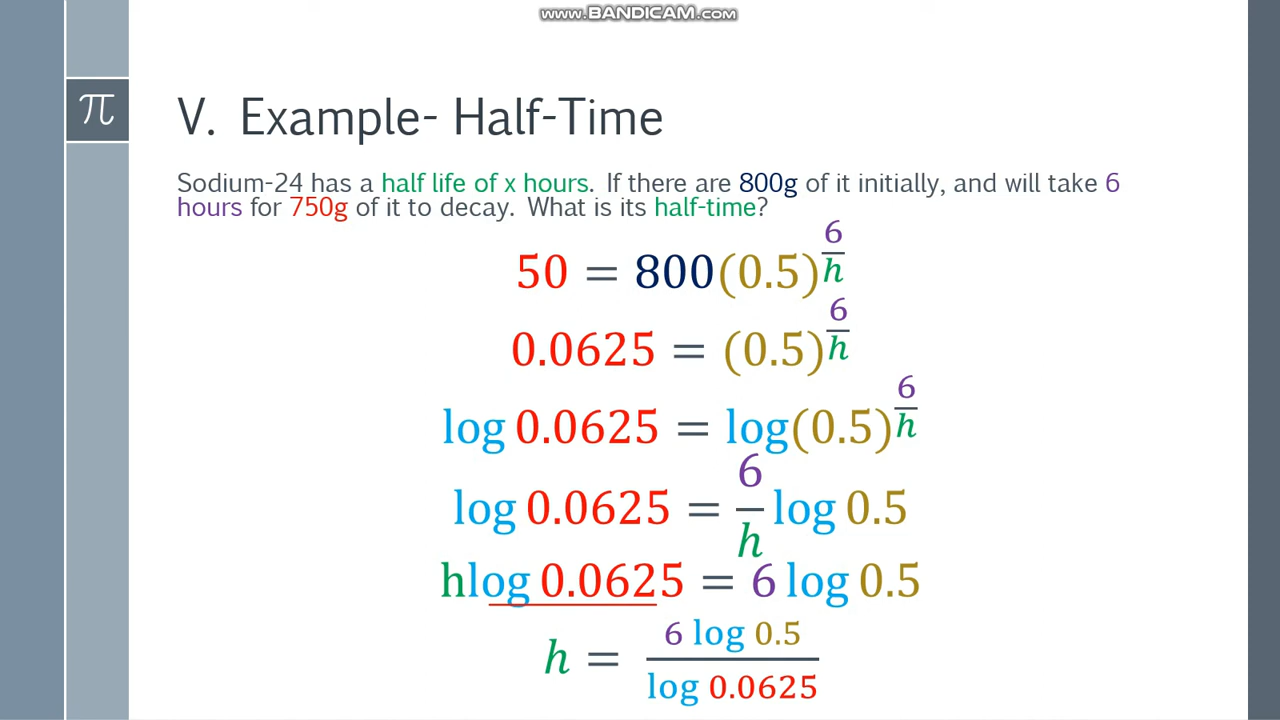 www.BANDICAM.com
π
V. Example- Half-Time
Sodium-24 has a half life of x hours. If there are 800g of it initially, and will take 6
hours for 750g of it to decay. What is its half-time?
50 = 800(0.5)^(6/h)
0.0625 = (0.5)^(6/h)
log 0.0625 = log(0.5)^(6/h)
log 0.0625 = 6/h log 0.5
hlog 0.0625 = 6 log 0.5
h = 6 log 0.5 / log 0.0625